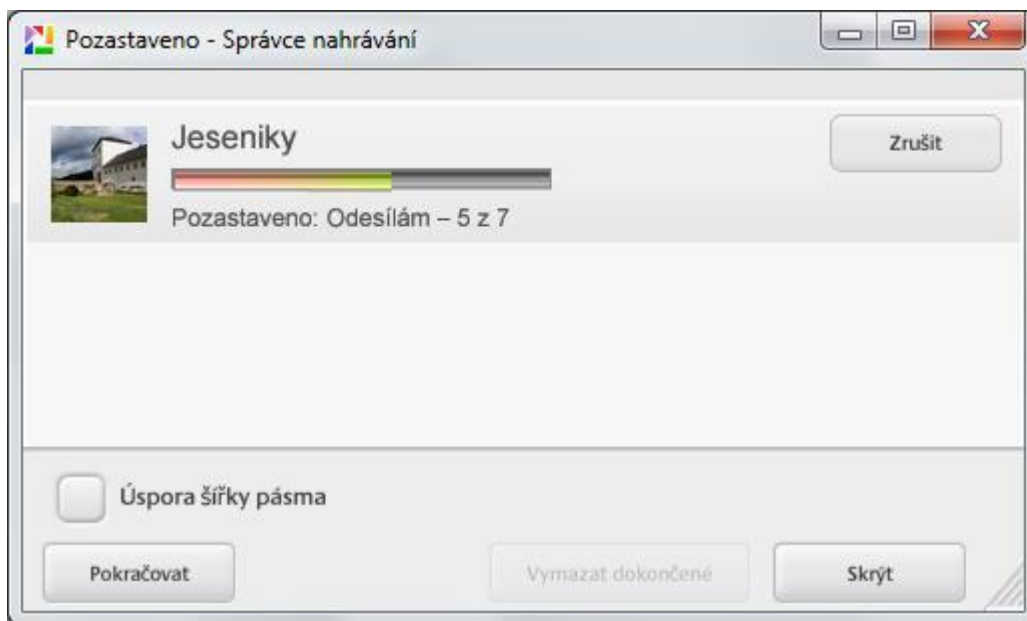 Pozastaveno - Správce nahrávání
Jeseniky
Zrušit
Pozastaveno: Odesílám – 5 z 7
Úspora šířky pásma
Pokračovat
Vymazat dokončené
Skrýt